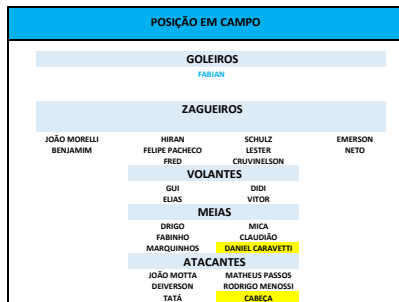 POSIÇÃO EM CAMPO
GOLEIROS
FABIAN
ZAGUEIROS
JOÃO MORELLI HIRAN SCHULZ EMERSON
BENJAMIM FELIPE PACHECO LESTER NETO
FRED CRUVINELSON
VOLANTES
GUI DIDI
ELIAS VITOR
MEIAS
DRIGO MICA
FABINHO CLAUDIÃO
MARQUINHOS DANIEL CARAVETTI
ATACANTES
JOÃO MOTTA MATHEUS PASSOS
DEIVERSON RODRIGO MENOSSI
TATÁ CABEÇA